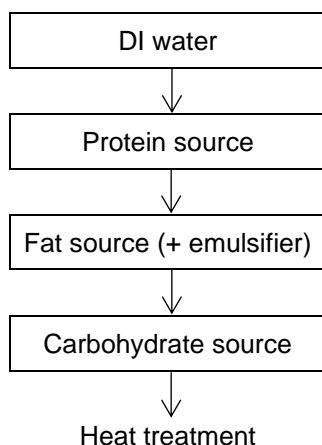 DI water
Protein source
Fat source (+ emulsifier)
Carbohydrate source
Heat treatment